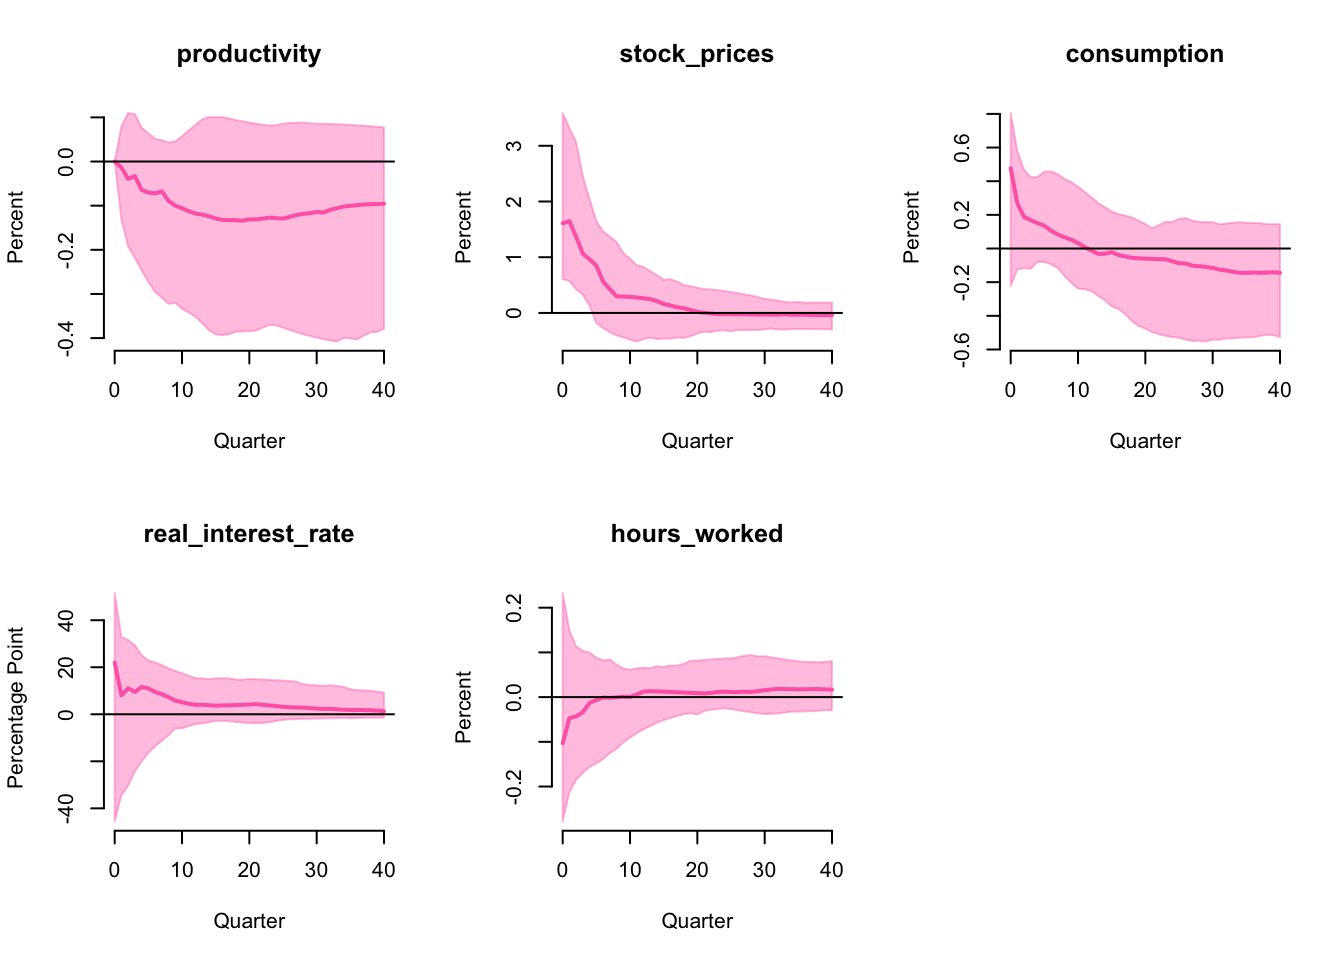 productivity
Percent
0.0
-0.2
-0.4
0 10 20 30 40
Quarter
stock_prices
Percent
3
2
1
0
0 10 20 30 40
Quarter
consumption
Percent
0.6
0.2
-0.2
-0.6
0 10 20 30 40
Quarter
real_interest_rate
Percentage Point
40
20
0
-40
0 10 20 30 40
Quarter
hours_worked
Percent
0.2
0.0
-0.2
0 10 20 30 40
Quarter